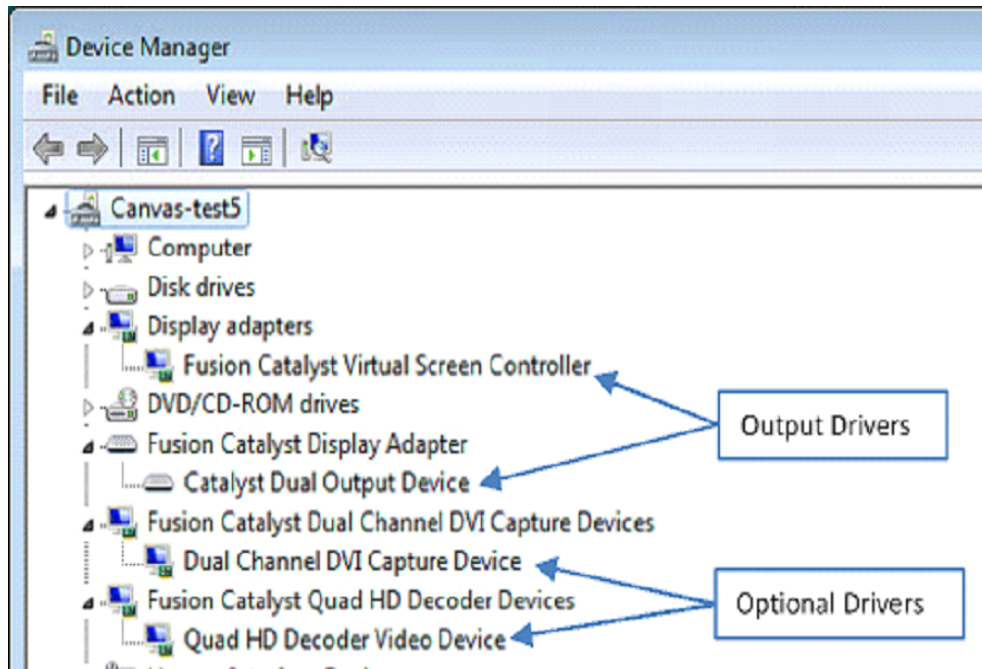 Device Manager
File Action View Help
Canvas-test5
Computer
Disk drives
Display adapters
Fusion Catalyst Virtual Screen Controller
DVD/CD-ROM drives
Output Drivers
Fusion Catalyst Display Adapter
Catalyst Dual Output Device
Fusion Catalyst Dual Channel DVI Capture Devices
Dual Channel DVI Capture Device
Fusion Catalyst Quad HD Decoder Devices
Optional Drivers
Quad HD Decoder Video Device